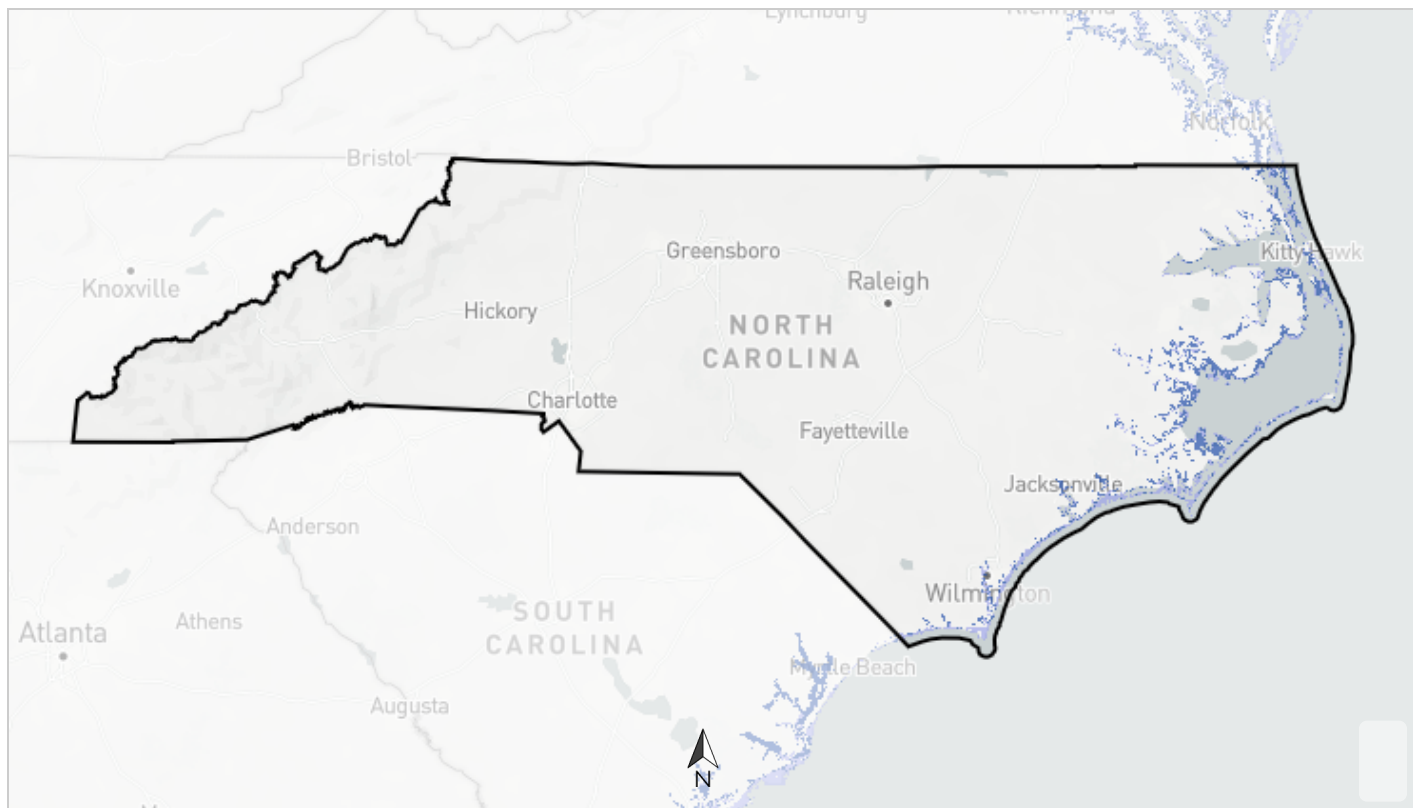 Lynchburg
Richmond
Norfolk
Bristol
Kitty Hawk
Greensboro
Raleigh
Knoxville
Hickory
NORTH
CAROLINA
Charlotte
Fayetteville
Jacksonville
Anderson
Wilmington
SOUTH
CAROLINA
Athens
Atlanta
Myrtle Beach
Augusta
N